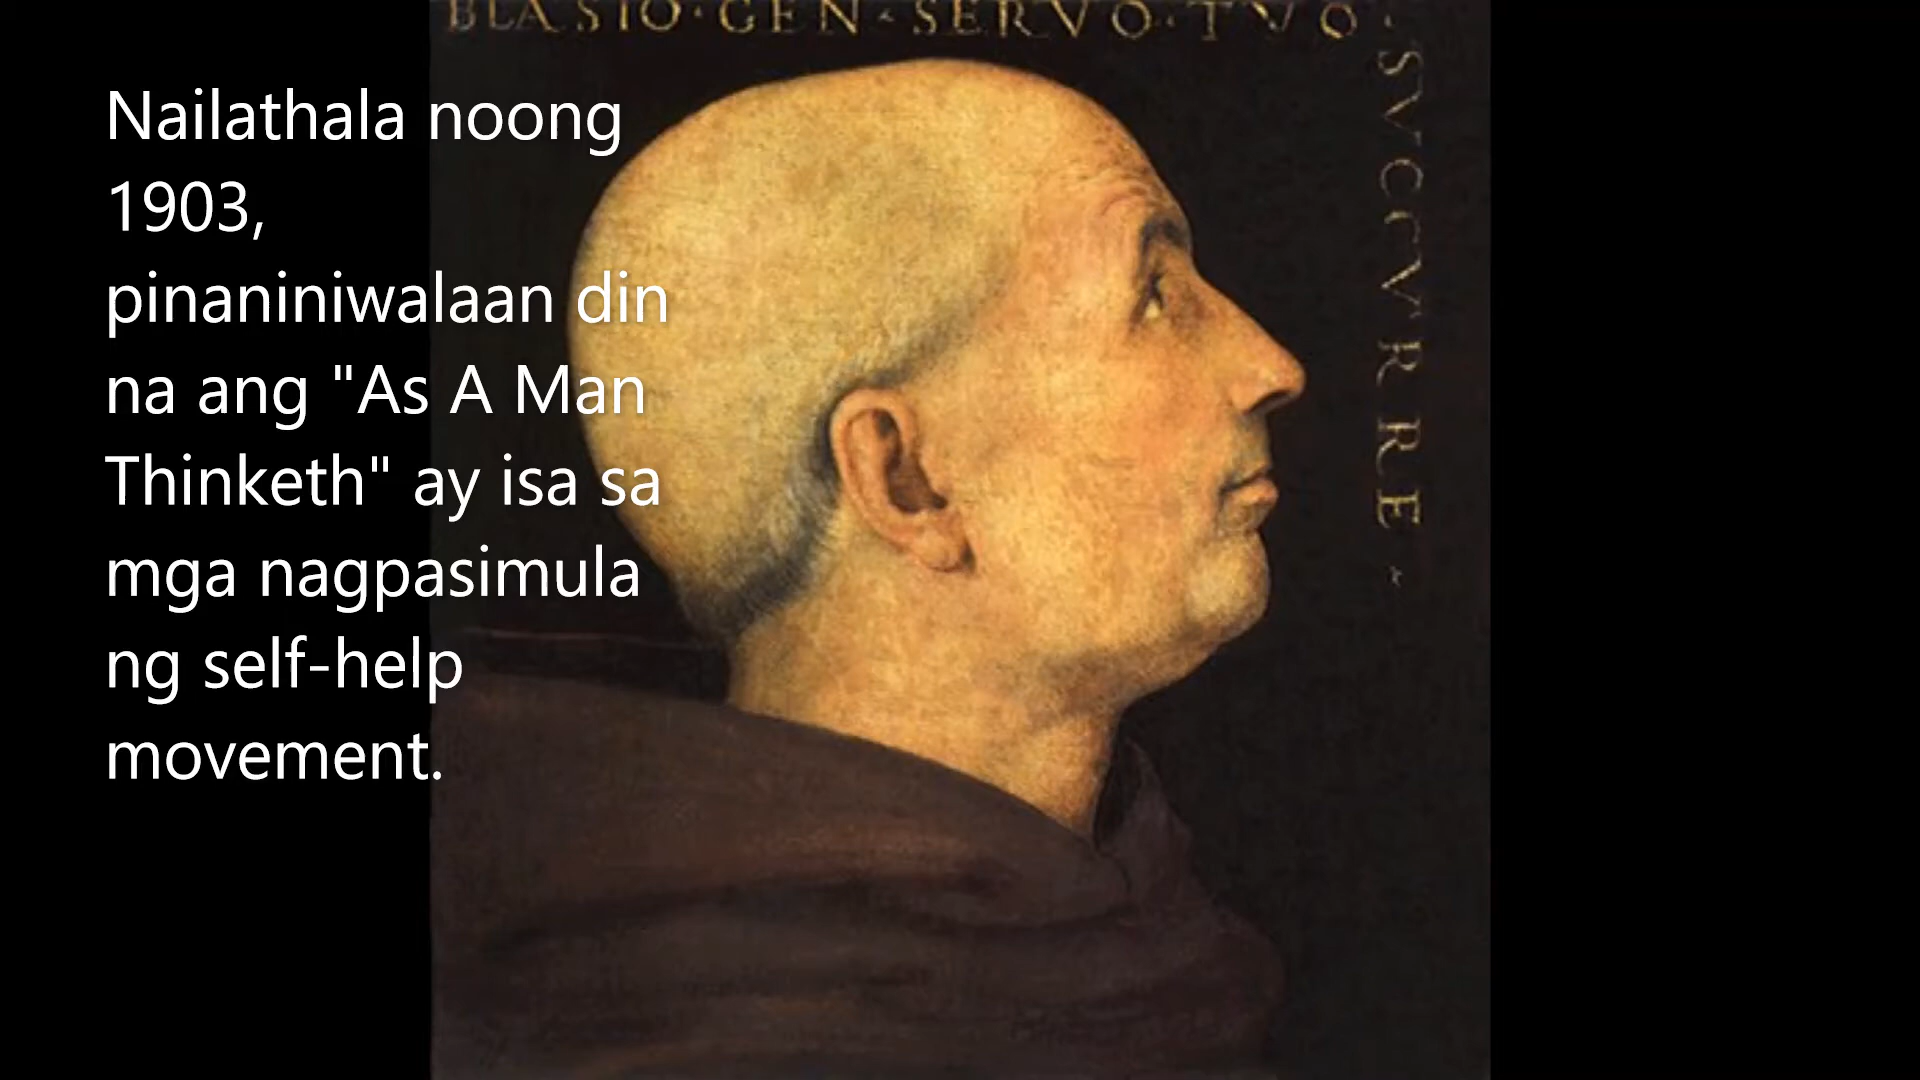 BLASIO·GEN·SERVO·TVO·
SVCCVRRE
Nailathala noong
1903,
pinaniniwalaan din
na ang "As A Man
Thinketh" ay isa sa
mga nagpasimula
ng self-help
movement.